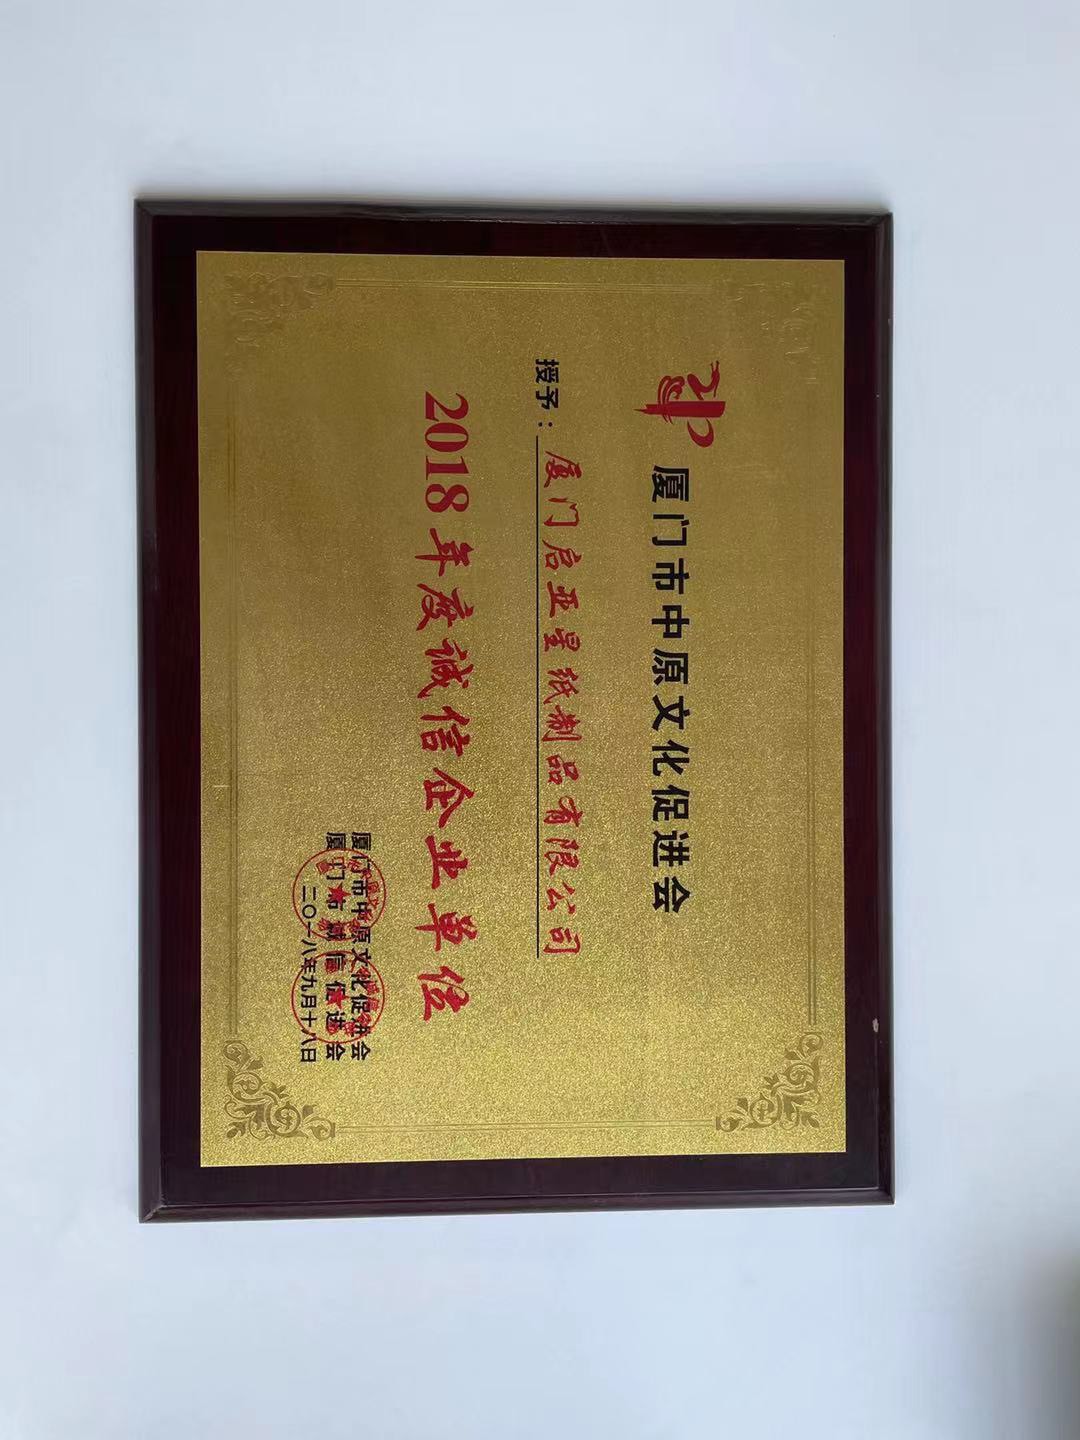 厦门市中原文化促进会
授予：厦门启亚星纸制品有限公司
2018年度诚信企业单位
厦门市中原文化促进会
厦门市诚信促进会
二〇一八年九月十八日